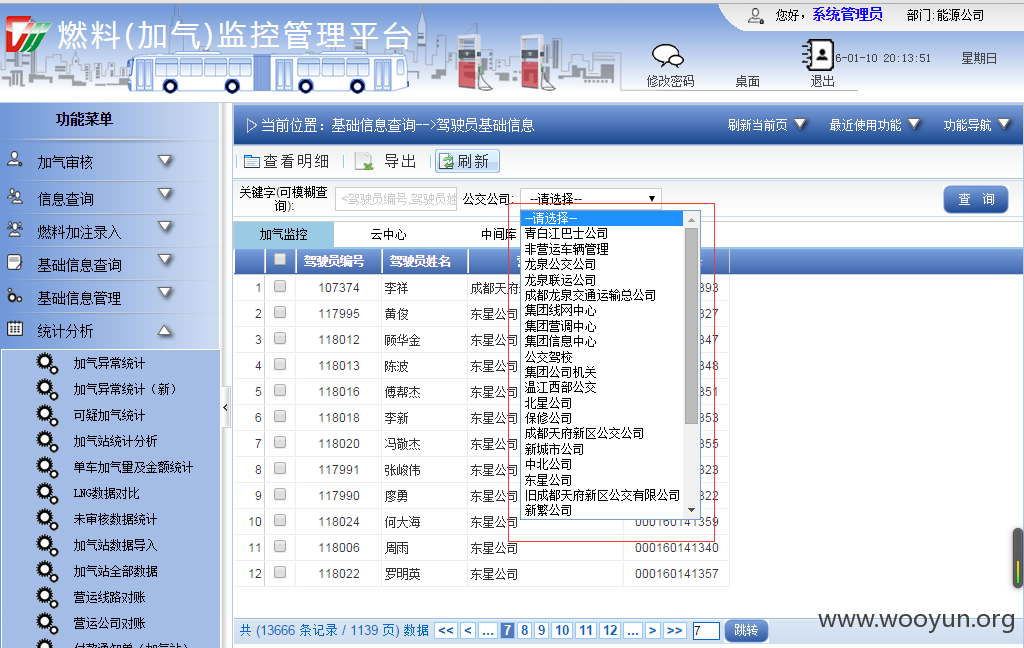 燃料(加气)监控管理平台
您好，系统管理员 部门:能源公司
修改密码 桌面 退出 6-01-10 20:13:51 星期日
功能菜单
加气审核
信息查询
燃料加注录入
基础信息查询
基础信息管理
统计分析
加气异常统计
加气异常统计（新）
可疑加气统计
加气站统计分析
单车加气量及金额统计
LNG数据对比
未审核数据统计
加气站数据导入
加气站全部数据
营运线路对账
营运公司对账
当前位置：基础信息查询-->驾驶员基础信息
刷新当前页 最近使用功能 功能导航
查看明细 导出 刷新
关键字(可模糊查询):
<驾驶员编号,驾驶员姓
公交公司: --请选择--
查 询
加气监控 云中心 中间库
驾驶员编号 驾驶员姓名
1 107374 李祥 成都天府 393
2 117995 黄俊 东星公司 327
3 118012 顾华金 东星公司 347
4 118013 陈波 东星公司 348
5 118016 傅帮杰 东星公司 351
6 118018 李新 东星公司 353
7 118020 冯敬杰 东星公司 355
8 117991 张峻伟 东星公司 323
9 117990 廖勇 东星公司 322
10 118024 何大海 东星公司 000160141359
11 118006 周雨 东星公司 000160141340
12 118022 罗明英 东星公司 000160141357
--请选择--
青白江巴士公司
非营运车辆管理
龙泉公交公司
龙泉联运公司
成都龙泉交通运输总公司
集团线网中心
集团营调中心
集团信息中心
公交驾校
集团公司机关
温江西部公交
北星公司
保修公司
成都天府新区公交公司
新城市公司
中北公司
东星公司
旧成都天府新区公交有限公司
新繁公司
共 (13666 条记录 / 1139 页) 数据 << < ... 7 8 9 10 11 12 ... > >> 7 跳转
www.wooyun.org